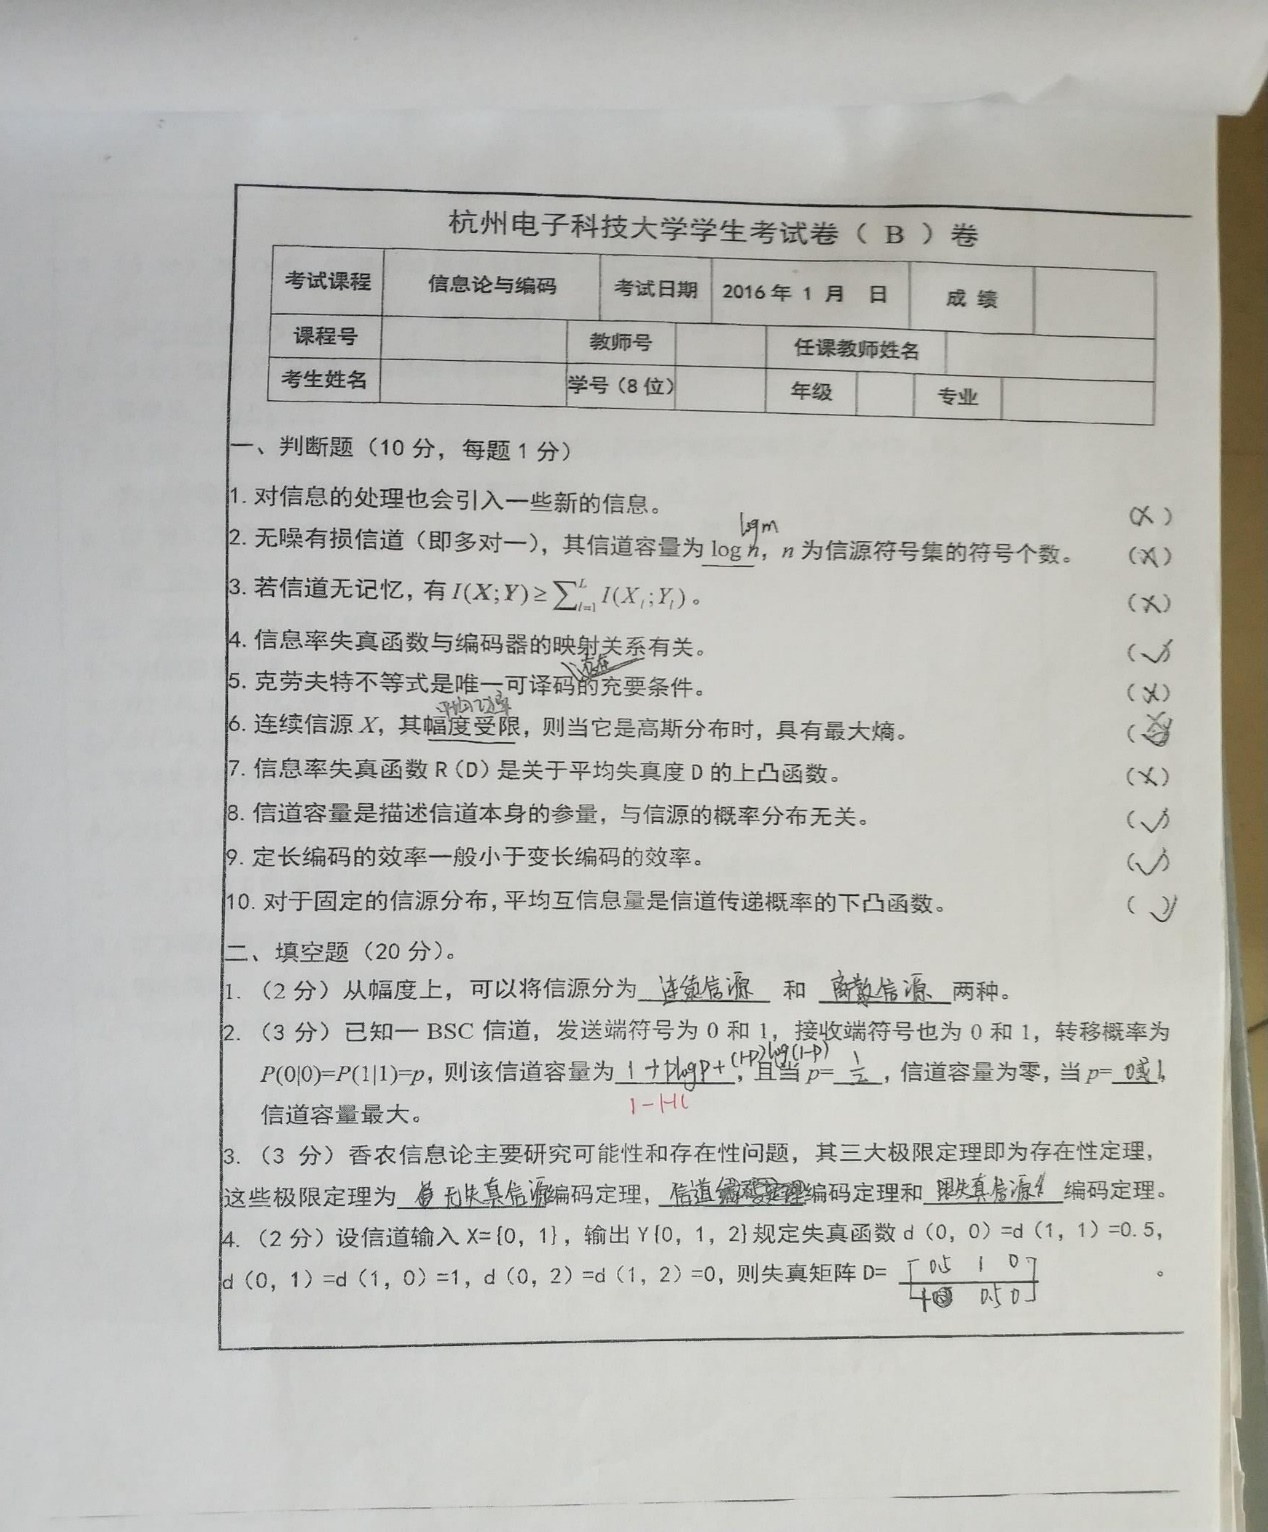 杭州电子科技大学学生考试卷（ B ）卷
考试课程 信息论与编码 考试日期 2016 年 1 月 日 成 绩
课程号 教师号 任课教师姓名
考生姓名 学号（8 位） 年级 专业
一、判断题（10 分，每题 1 分）
1. 对信息的处理也会引入一些新的信息。 (×)
logm
2. 无噪有损信道（即多对一），其信道容量为 log n，n 为信源符号集的符号个数。 (×)
3. 若信道无记忆，有 I(X;Y) ≥ ∑_{l=1}^{L} I(X_l;Y_l)。 (×)
4. 信息率失真函数与编码器的映射关系有关。 (✓)
存在
5. 克劳夫特不等式是唯一可译码的充要条件。 (×)
平均功率
6. 连续信源 X，其幅度受限，则当它是高斯分布时，具有最大熵。 (×)
7. 信息率失真函数 R（D）是关于平均失真度 D 的上凸函数。 (×)
8. 信道容量是描述信道本身的参量，与信源的概率分布无关。 (✓)
9. 定长编码的效率一般小于变长编码的效率。 (✓)
10. 对于固定的信源分布，平均互信息量是信道传递概率的下凸函数。 (✓)
二、填空题（20 分）。
1. （2 分）从幅度上，可以将信源分为 连续信源 和 离散信源 两种。
2. （3 分）已知一 BSC 信道，发送端符号为 0 和 1，接收端符号也为 0 和 1，转移概率为
P(0|0)=P(1|1)=p，则该信道容量为 1+plogp+(1-p)log(1-p)，且当 p= 1/2 ，信道容量为零，当 p= 0或1，
1-H(
信道容量最大。
3. （3 分）香农信息论主要研究可能性和存在性问题，其三大极限定理即为存在性定理，
这些极限定理为 无失真信源编码定理， 信道编码定理和 限失真信源 编码定理。
4. （2 分）设信道输入 X={0，1}，输出 Y{0，1，2}规定失真函数 d（0，0）=d（1，1）=0.5，
d（0，1）=d（1，0）=1，d（0，2）=d（1，2）=0，则失真矩阵 D= [ 0.5 1 0 ] 。
[ 1 0.5 0 ]